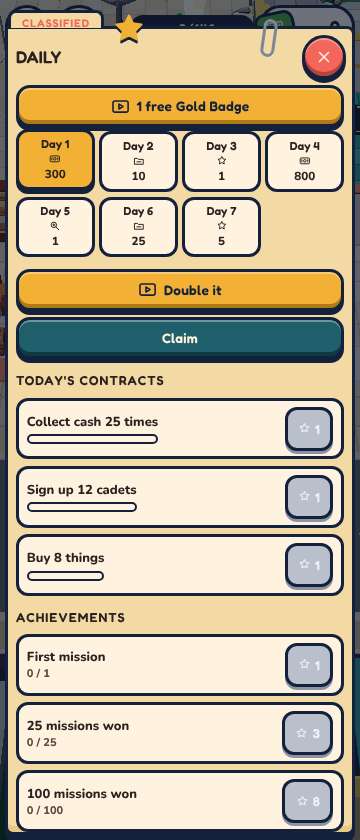 CLASSIFIED
DAILY
1 free Gold Badge
Day 1
300
Day 2
10
Day 3
1
Day 4
800
Day 5
1
Day 6
25
Day 7
5
Double it
Claim
TODAY'S CONTRACTS
Collect cash 25 times
1
Sign up 12 cadets
1
Buy 8 things
1
ACHIEVEMENTS
First mission
0 / 1
1
25 missions won
0 / 25
3
100 missions won
0 / 100
8